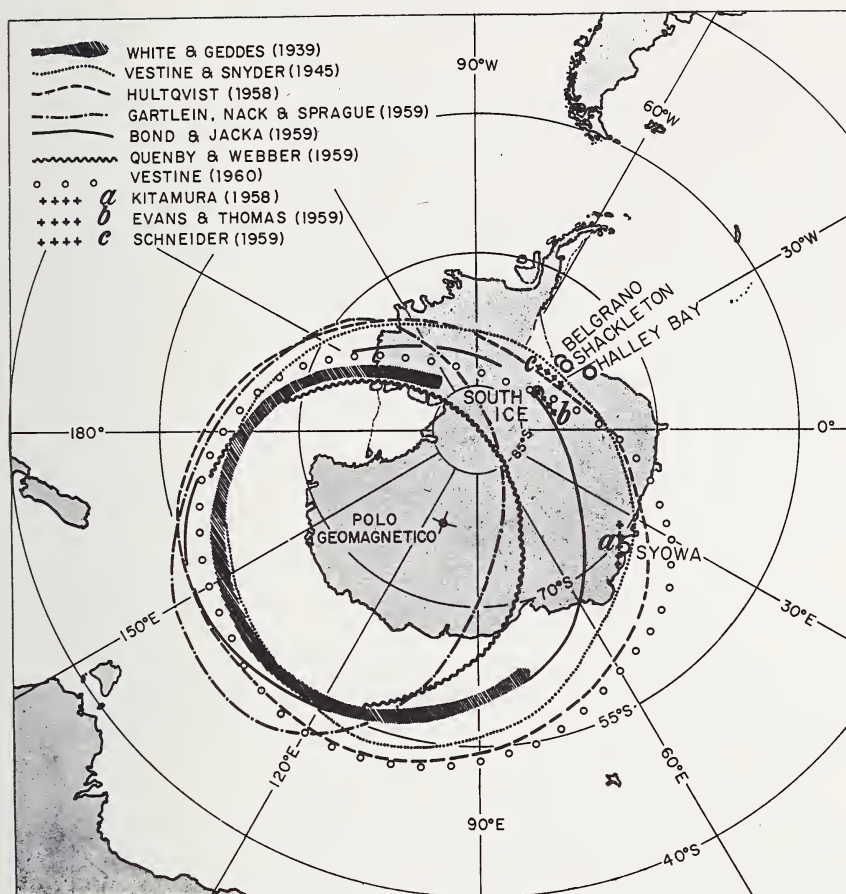 WHITE & GEDDES (1939)
VESTINE & SNYDER (1945)
HULTQVIST (1958)
GARTLEIN, NACK & SPRAGUE (1959)
BOND & JACKA (1959)
QUENBY & WEBBER (1959)
VESTINE (1960)
a KITAMURA (1958)
b EVANS & THOMAS (1959)
c SCHNEIDER (1959)
90°W
60°W
30°W
BELGRANO
SHACKLETON
HALLEY BAY
c
SOUTH
ICE
b
85°S
180°
0°
POLO
GEOMAGNETICO
a
SYOWA
70°S
30°E
150°E
55°S
60°E
120°E
90°E
40°S